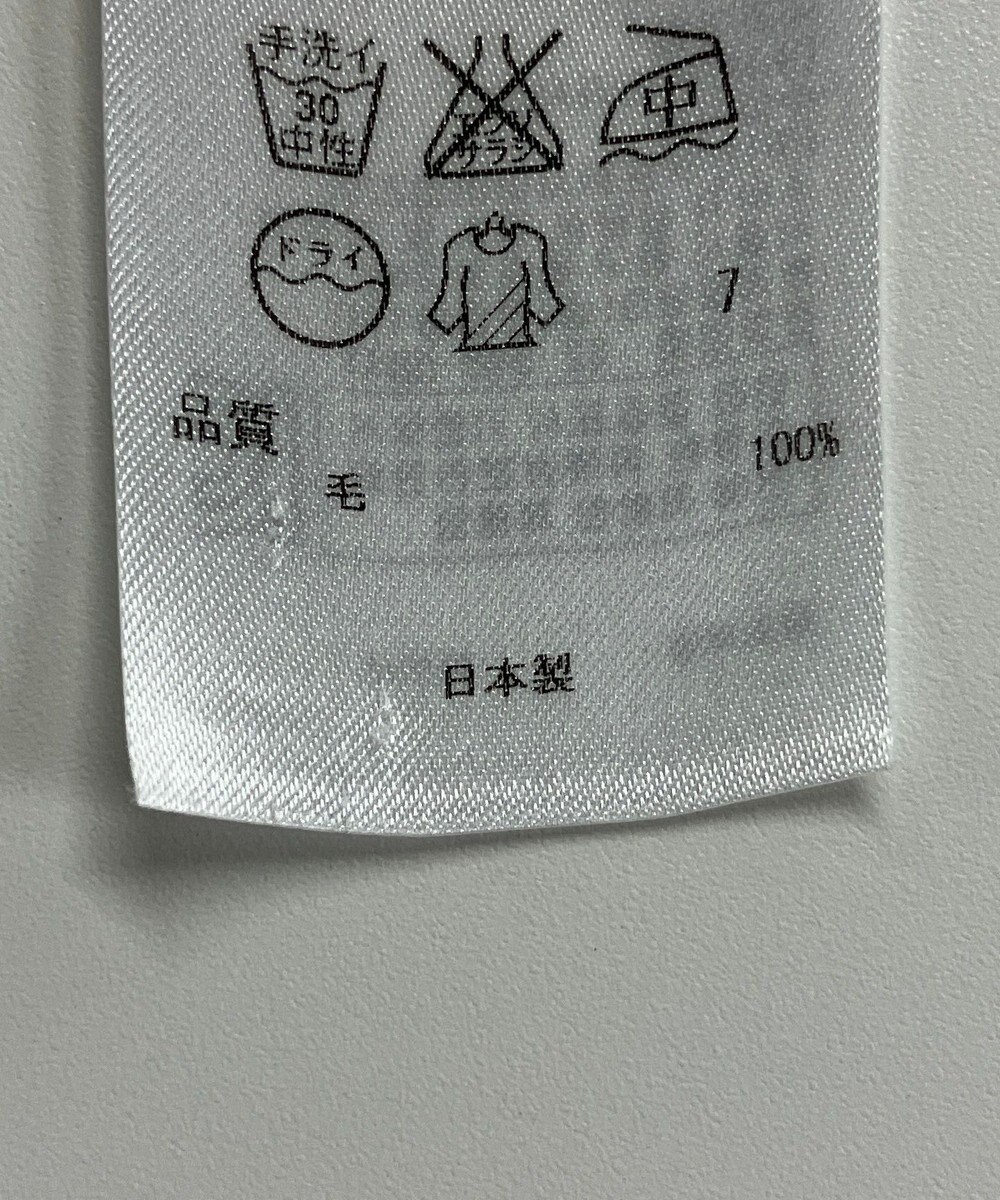 手洗イ
30
中性
エンソ
サラシ
中
ドライ
7
品質
100%
毛
日本製